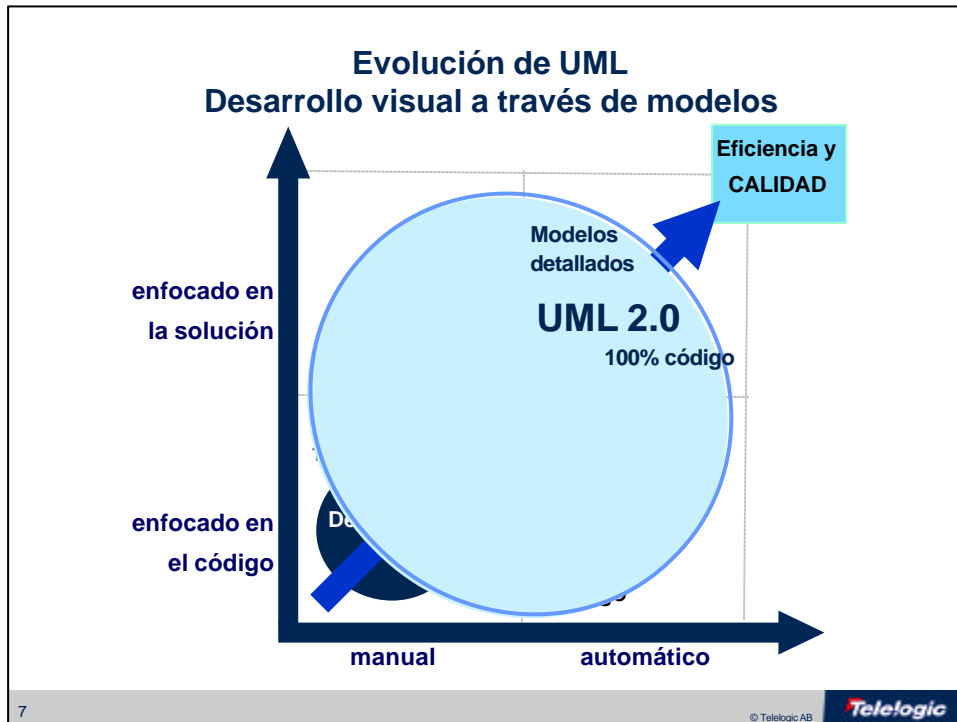 Evolución de UML
Desarrollo visual a través de modelos
Eficiencia y
CALIDAD
Modelos
detallados
UML 2.0
100% código
enfocado en
la solución
enfocado en
el código
manual
automático
7
© Telelogic AB
Telelogic